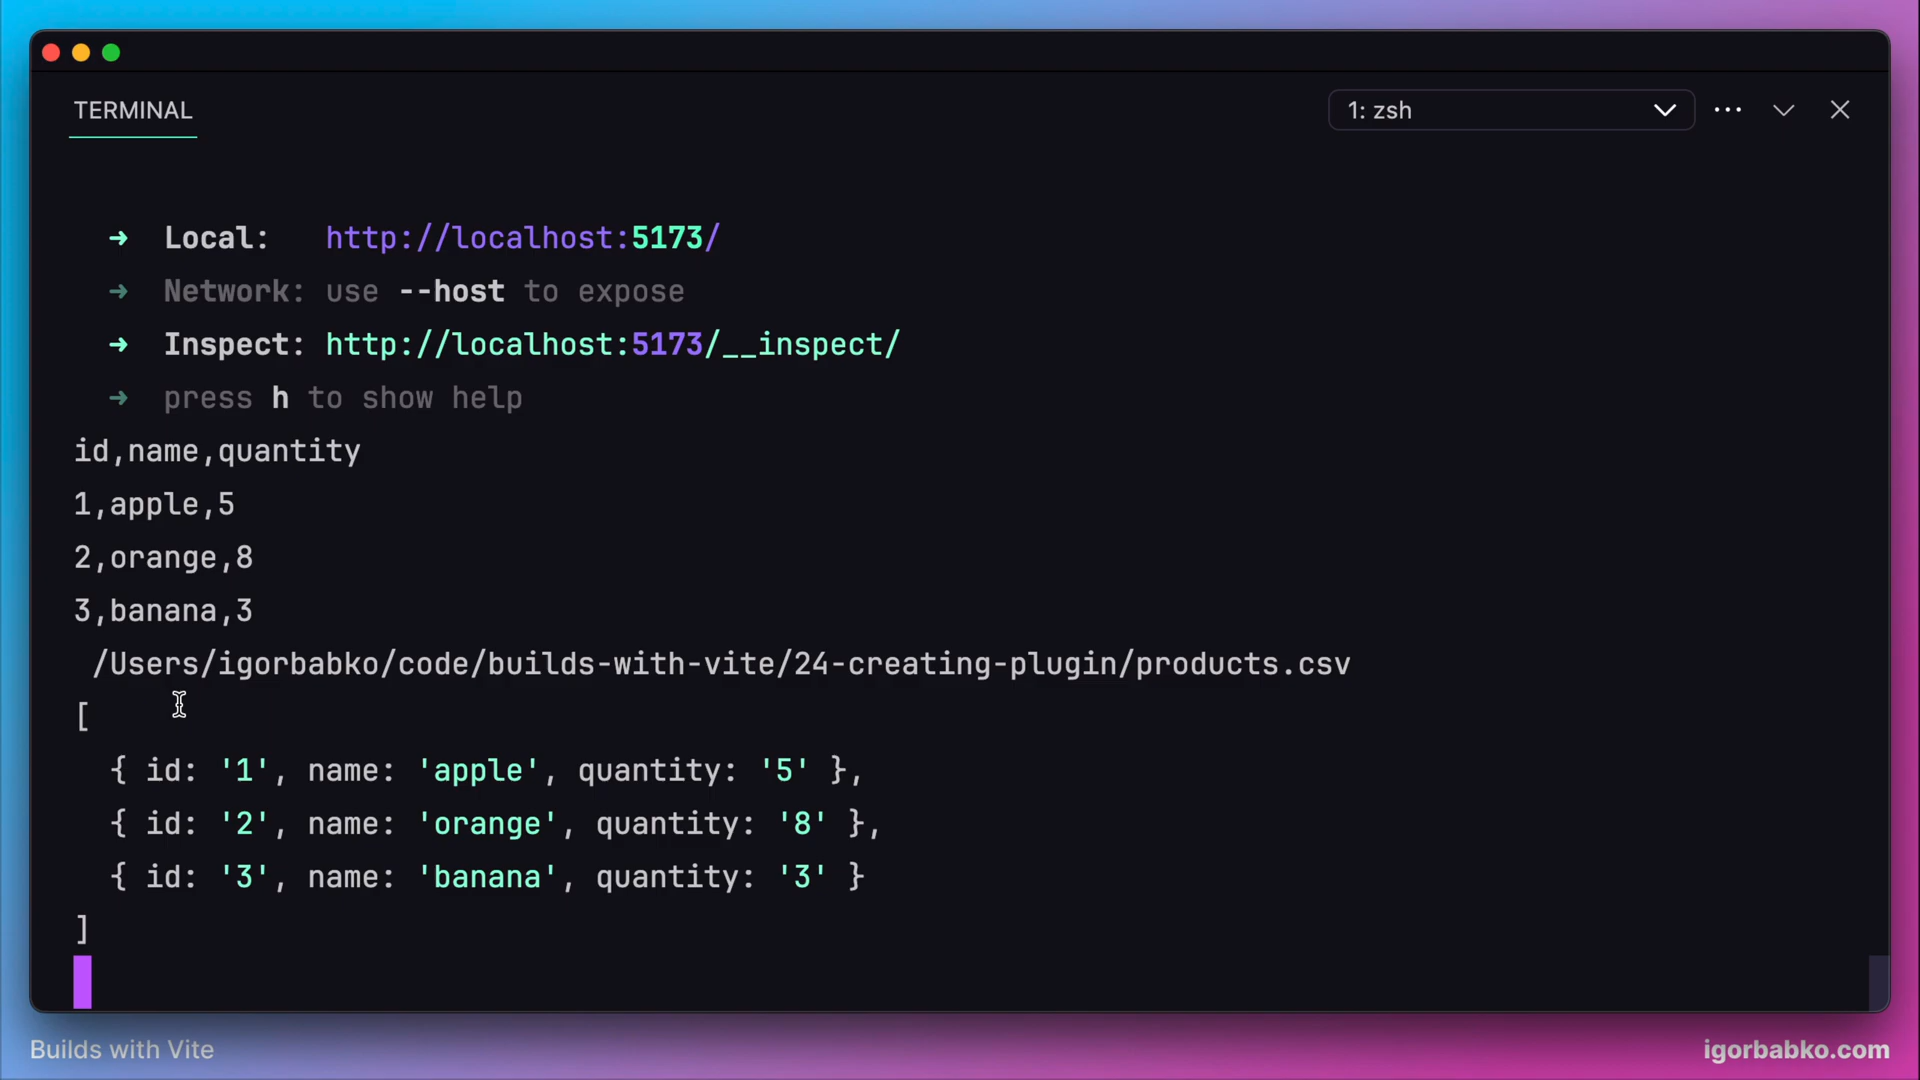 TERMINAL
1: zsh
➜ Local: http://localhost:5173/
➜ Network: use --host to expose
➜ Inspect: http://localhost:5173/__inspect/
➜ press h to show help
id,name,quantity
1,apple,5
2,orange,8
3,banana,3
/Users/igorbabko/code/builds-with-vite/24-creating-plugin/products.csv
[
{ id: '1', name: 'apple', quantity: '5' },
{ id: '2', name: 'orange', quantity: '8' },
{ id: '3', name: 'banana', quantity: '3' }
]
Builds with Vite
igorbabko.com